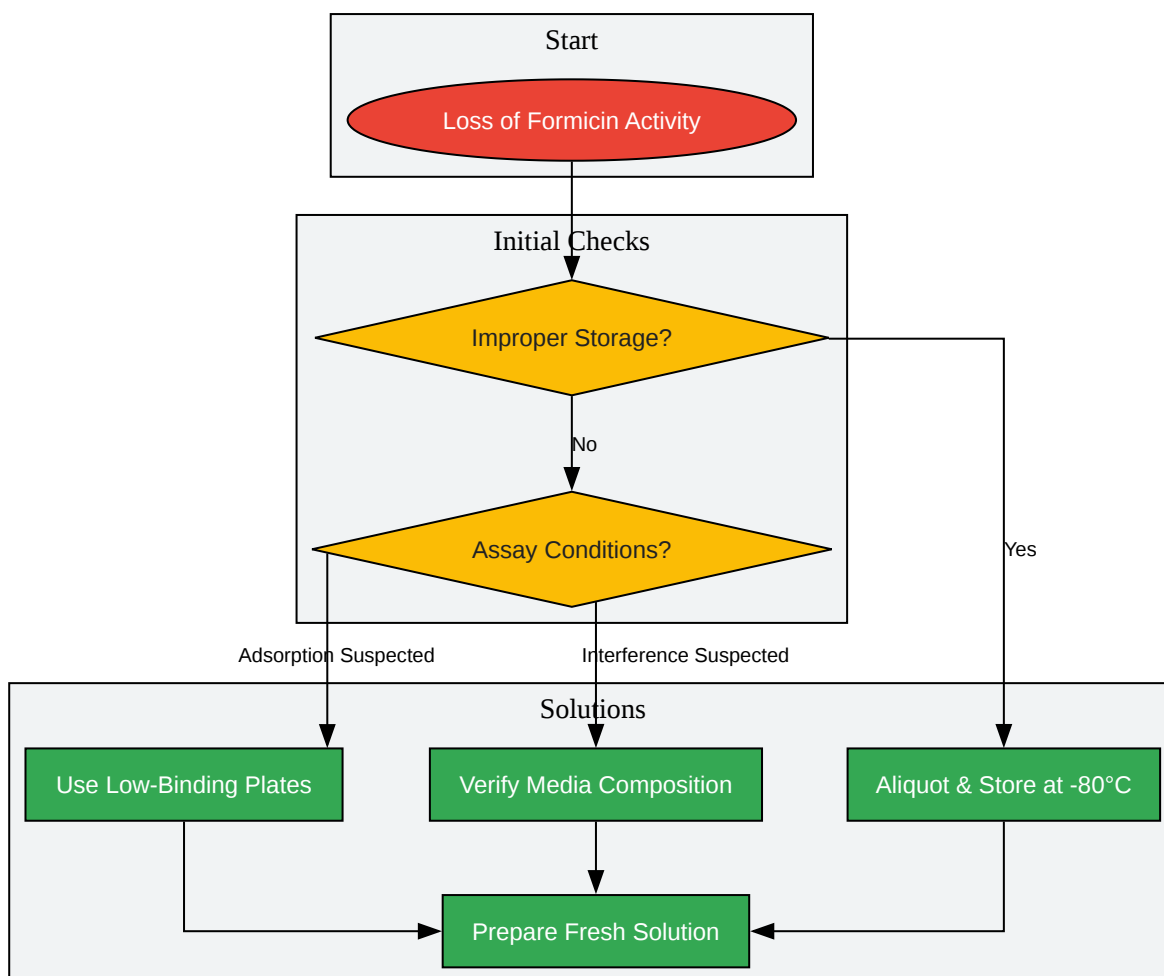 Start
Loss of Formicin Activity
Initial Checks
Improper Storage?
No
Assay Conditions?
Yes
Adsorption Suspected
Interference Suspected
Solutions
Use Low-Binding Plates
Verify Media Composition
Aliquot & Store at -80°C
Prepare Fresh Solution